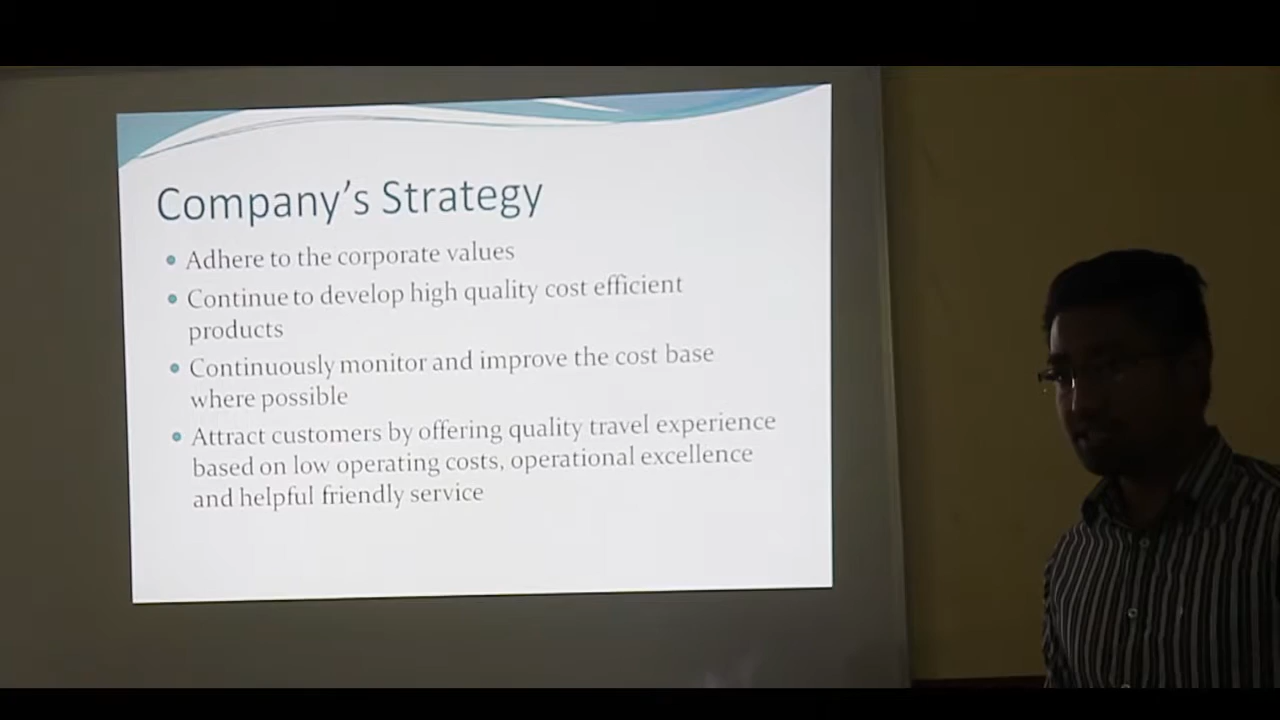 Company's Strategy
Adhere to the corporate values
Continue to develop high quality cost efficient
products
Continuously monitor and improve the cost base
where possible
Attract customers by offering quality travel experience
based on low operating costs, operational excellence
and helpful friendly service